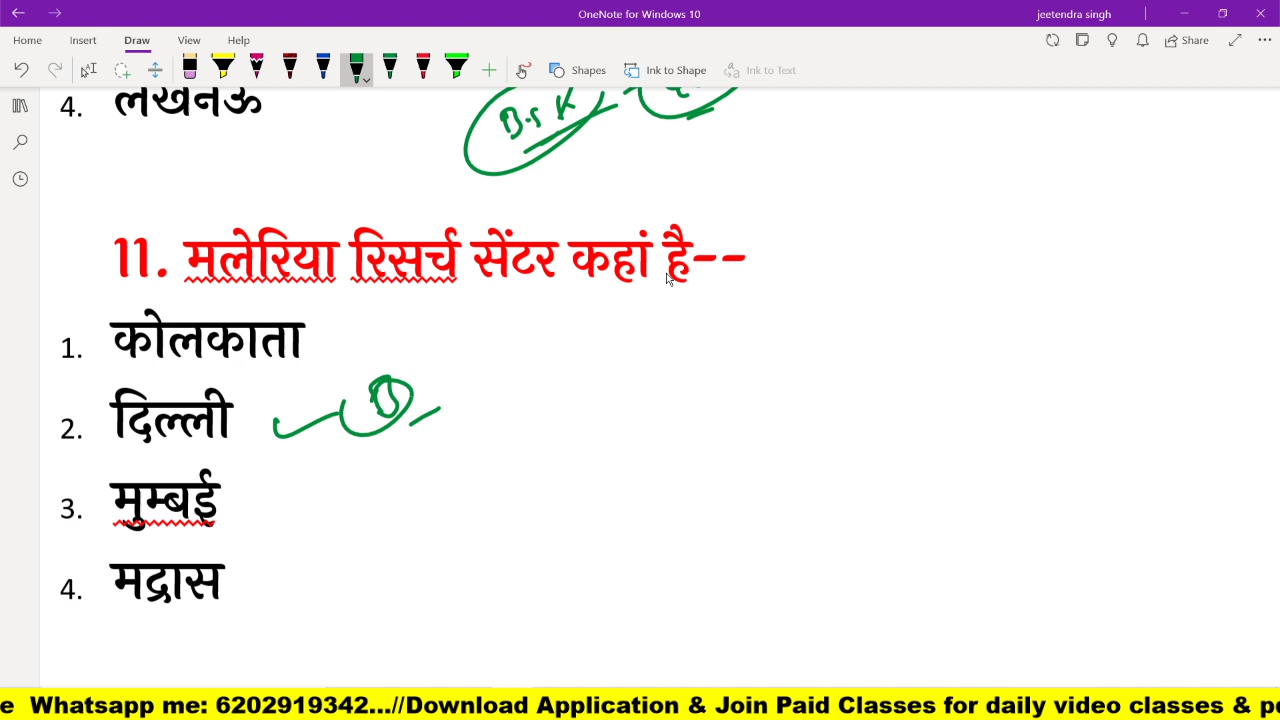 OneNote for Windows 10
jeetendra singh
Home Insert Draw View Help
Share
Shapes Ink to Shape Ink to Text
4. लखनऊ
B.S K
11. मलेरिया रिसर्च सेंटर कहां है--
1. कोलकाता
2. दिल्ली
3. मुम्बई
4. मद्रास
e Whatsapp me: 6202919342...//Download Application & Join Paid Classes for daily video classes & p